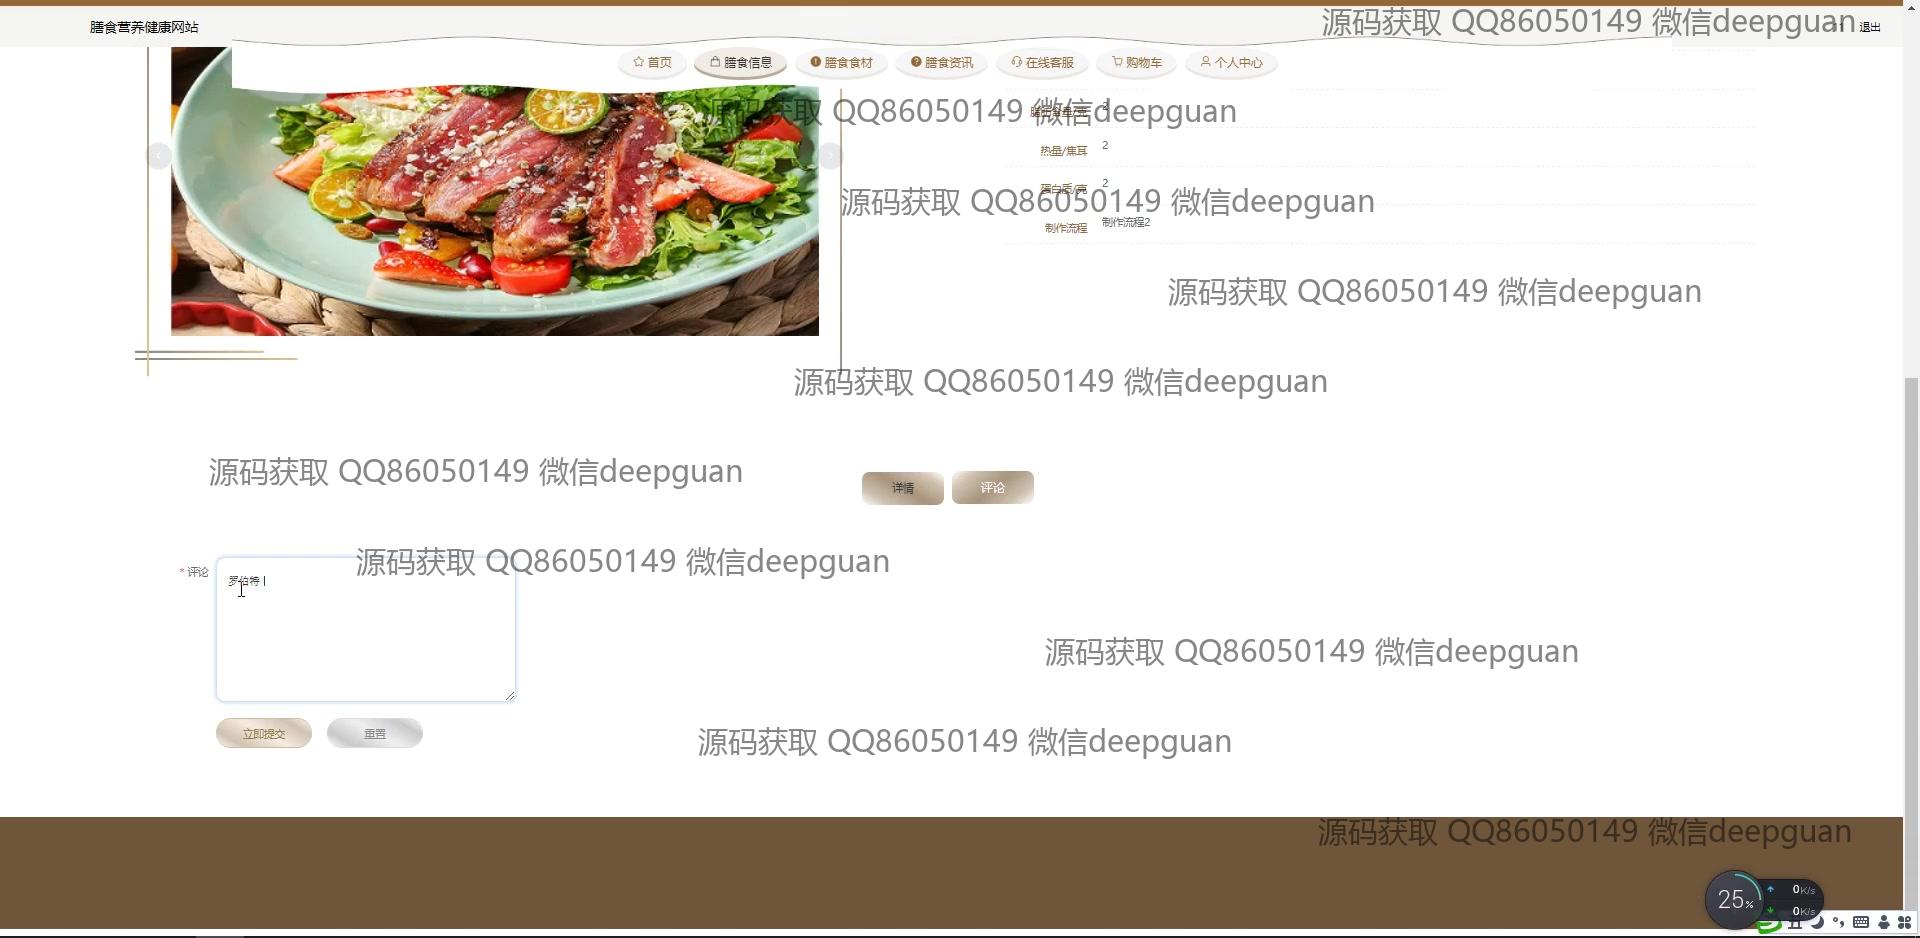 源码获取 QQ86050149 微信deepguan
膳食营养健康网站
退出
首页
膳食信息
膳食食材
膳食资讯
在线客服
购物车
个人中心
源码获取 QQ86050149 微信deepguan
2
热量/焦耳 2
源码获取 QQ86050149 微信deepguan
蛋白质/克 2
制作流程 制作流程2
源码获取 QQ86050149 微信deepguan
源码获取 QQ86050149 微信deepguan
源码获取 QQ86050149 微信deepguan
详情
评论
源码获取 QQ86050149 微信deepguan
* 评论
罗伯特
源码获取 QQ86050149 微信deepguan
立即提交
重置
源码获取 QQ86050149 微信deepguan
源码获取 QQ86050149 微信deepguan
25%
0K/s
0K/s